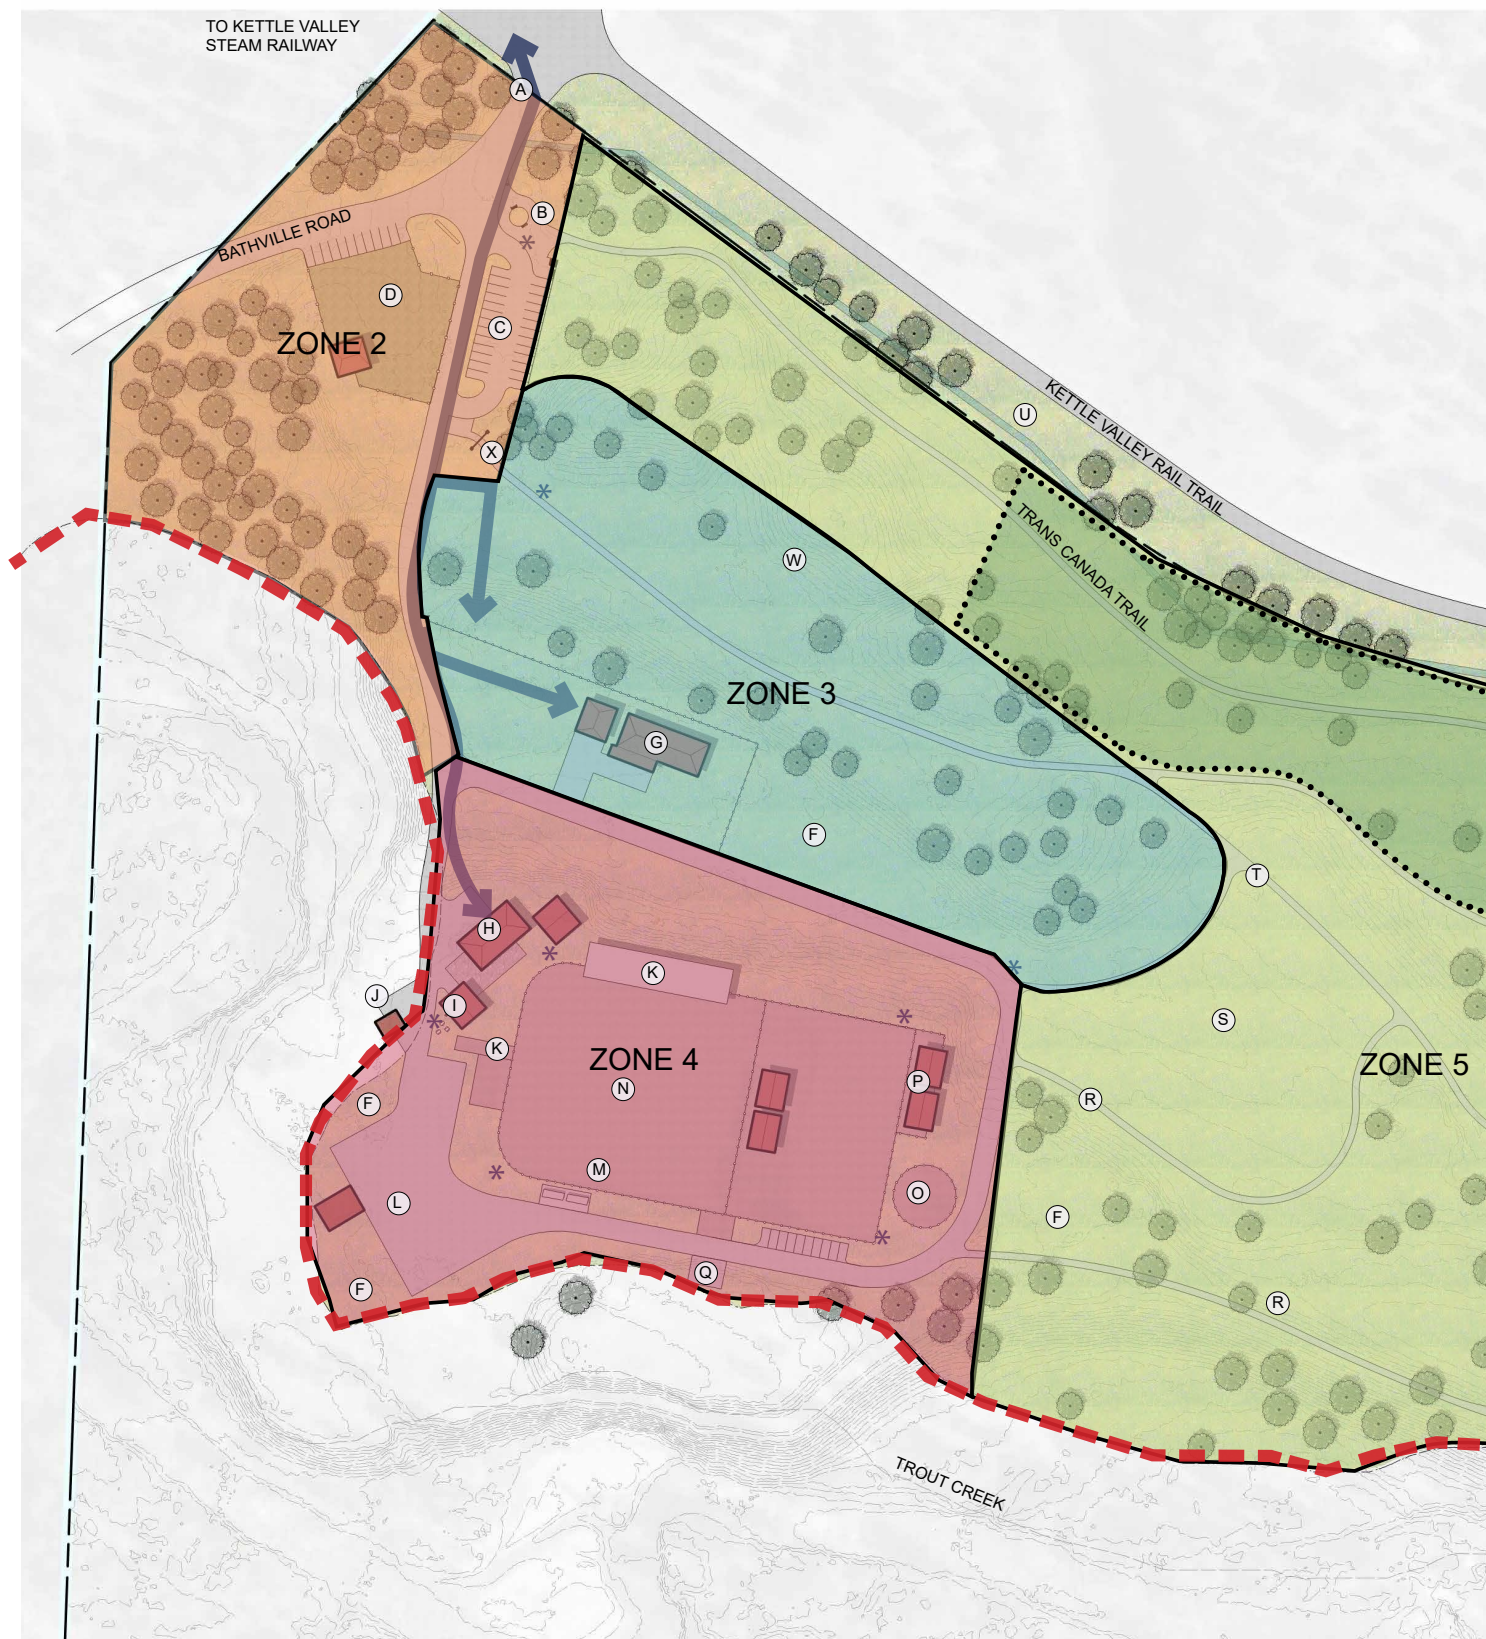 TO KETTLE VALLEY
STEAM RAILWAY
A
B
BATHVILLE ROAD
D
C
ZONE 2
KETTLE VALLEY RAIL TRAIL
U
X
TRANS CANADA TRAIL
W
ZONE 3
G
F
T
H
K
J
I
S
K
ZONE 4
ZONE 5
N
P
F
R
M
L
O
F
Q
F
R
TROUT CREEK